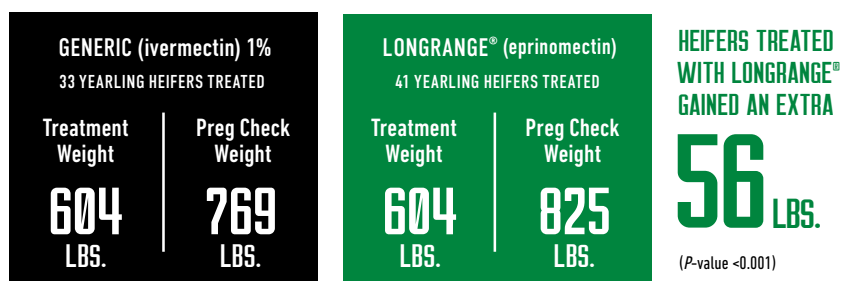 GENERIC (ivermectin) 1%
33 YEARLING HEIFERS TREATED
Treatment
Weight
604
LBS.
Preg Check
Weight
769
LBS.
LONGRANGE® (eprinomectin)
41 YEARLING HEIFERS TREATED
Treatment
Weight
604
LBS.
Preg Check
Weight
825
LBS.
HEIFERS TREATED
WITH LONGRANGE®
GAINED AN EXTRA
56 LBS.
(P-value <0.001)